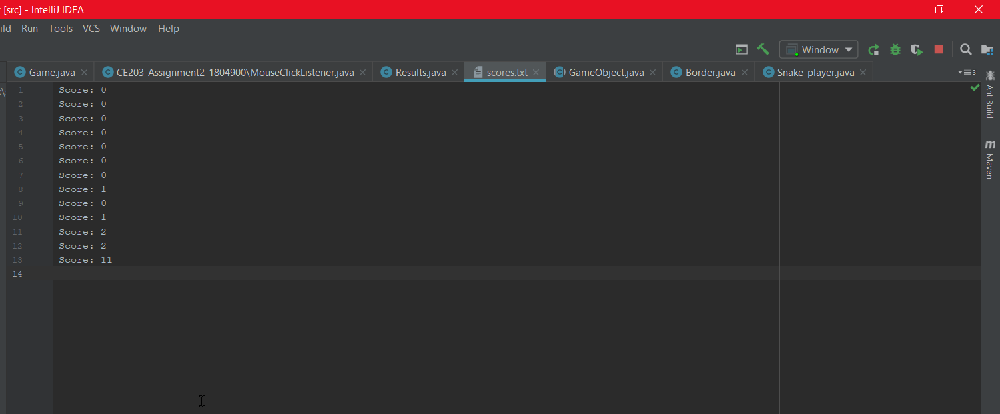 [src] - IntelliJ IDEA
ild Run Tools VCS Window Help
Window
Game.java CE203_Assignment2_1804900\MouseClickListener.java Results.java scores.txt GameObject.java Border.java Snake_player.java 3
1 Score: 0
2 Score: 0
3 Score: 0
4 Score: 0
5 Score: 0
6 Score: 0
7 Score: 0
8 Score: 1
9 Score: 0
10 Score: 1
11 Score: 2
12 Score: 2
13 Score: 11
14
Ant Build
m Maven